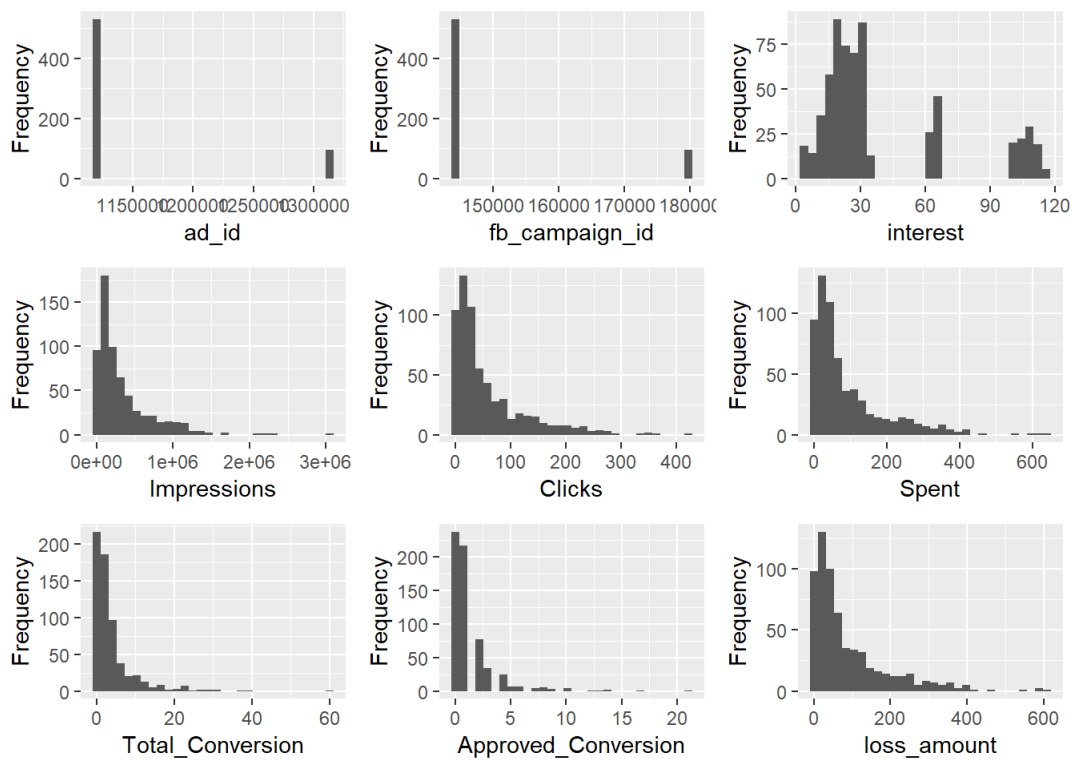 Frequency
400
200
0
1150000 1200000 1250000 1300000
ad_id
Frequency
400
200
0
150000 160000 170000 180000
fb_campaign_id
Frequency
75
50
25
0
0 30 60 90 120
interest
Frequency
150
100
50
0
0e+00 1e+06 2e+06 3e+06
Impressions
Frequency
100
50
0
0 100 200 300 400
Clicks
Frequency
100
50
0
0 200 400 600
Spent
Frequency
200
150
100
50
0
0 20 40 60
Total_Conversion
Frequency
200
150
100
50
0
0 5 10 15 20
Approved_Conversion
Frequency
100
50
0
0 200 400 600
loss_amount